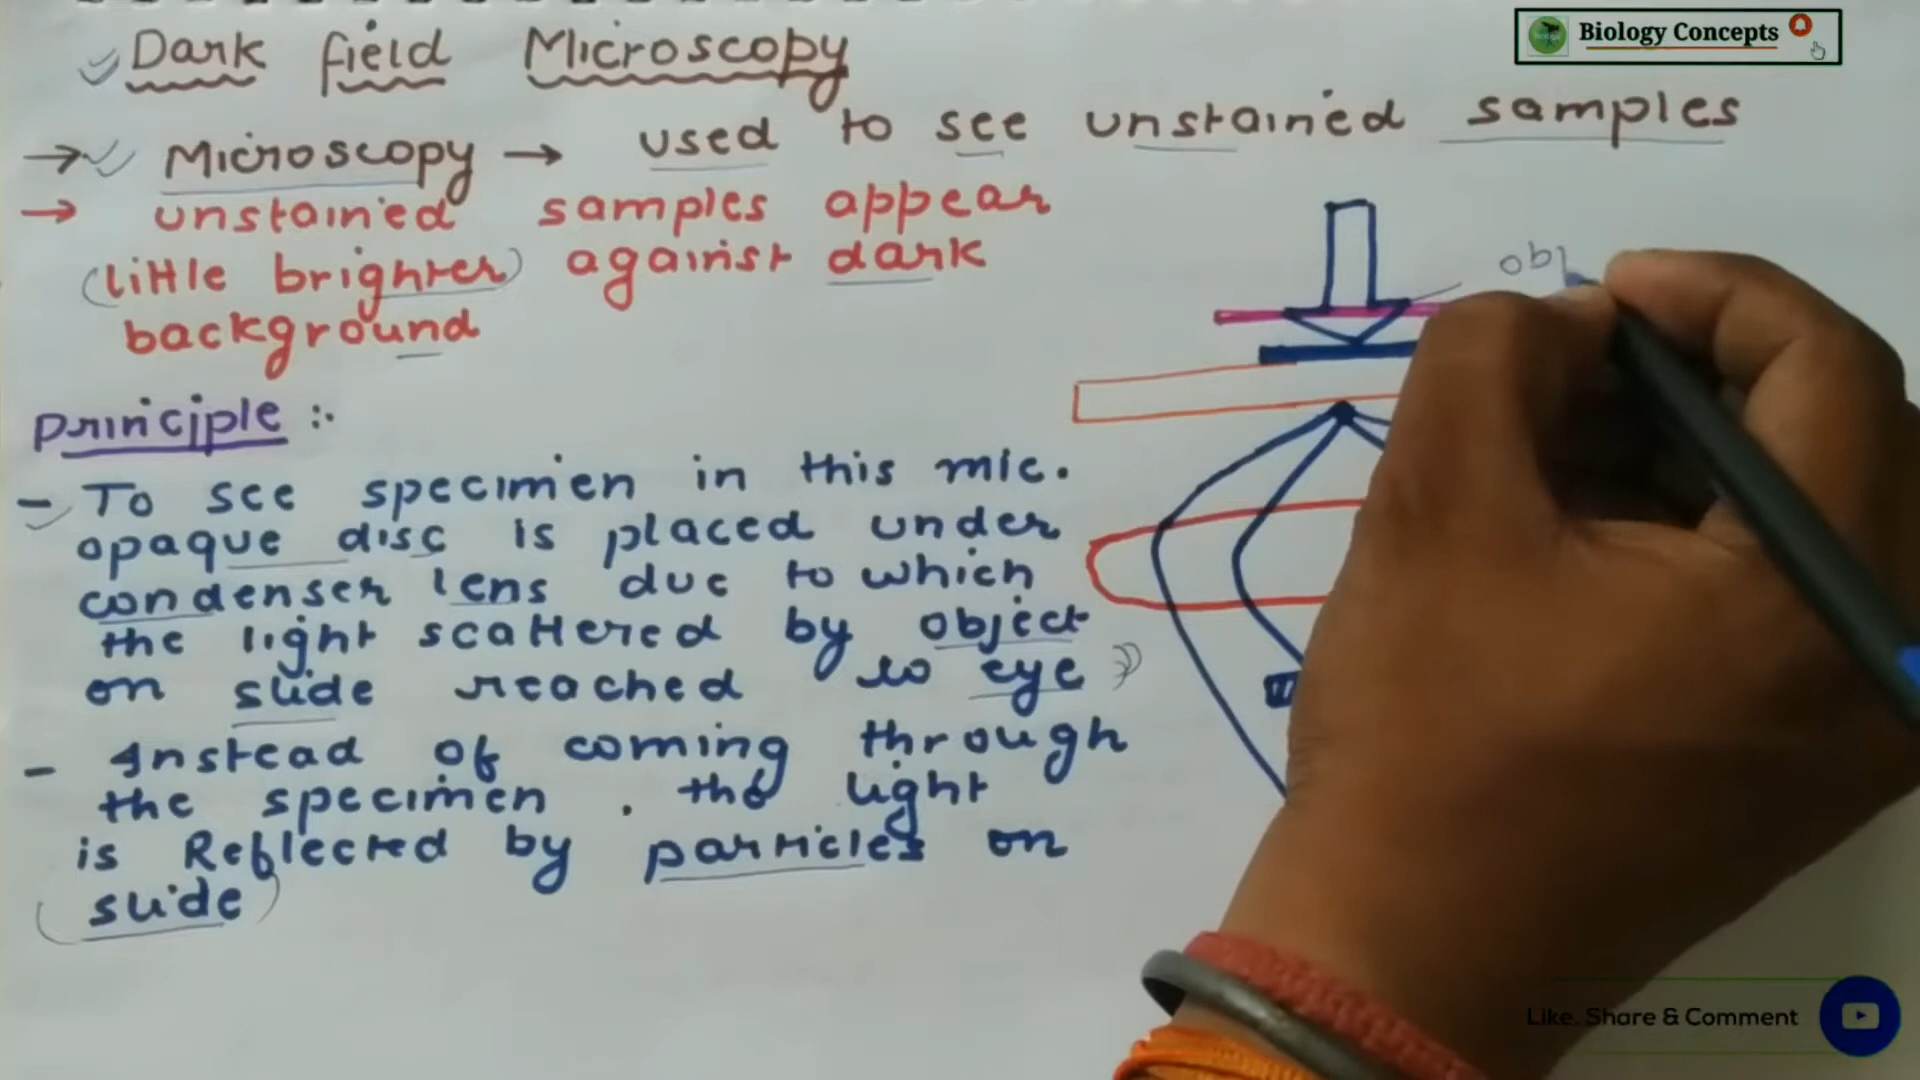 Dark field Microscopy
Biology Concepts
→ Microscopy → used to see unstained samples
→ unstained samples appear
(little brighter) against dark
background
obj
Principle :-
- To see specimen in this mic.
opaque disc is placed under
condenser lens due to which
the light scattered by object
on slide reached to eye
- Instead of coming through
the specimen . the light
is Reflected by particles on
(slide)
Like, Share & Comment